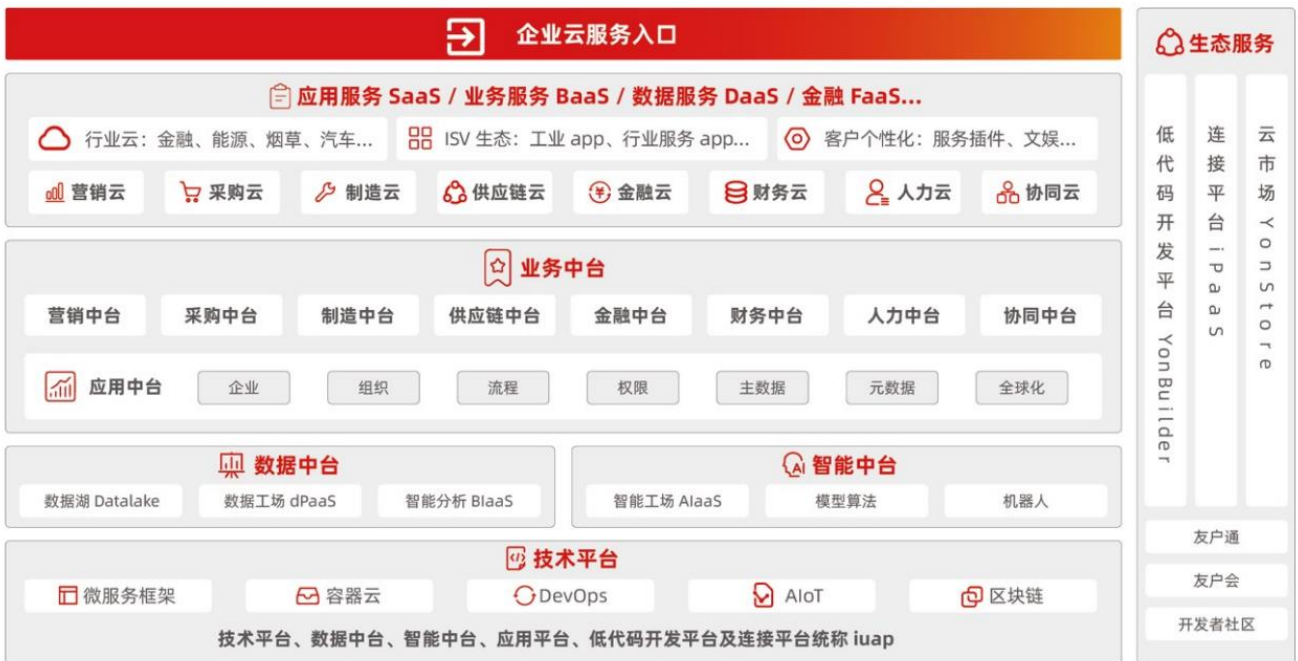 企业云服务入口
应用服务 SaaS / 业务服务 BaaS / 数据服务 DaaS / 金融 FaaS...
行业云：金融、能源、烟草、汽车...
ISV 生态：工业 app、行业服务 app...
客户个性化：服务插件、文娱...
营销云
采购云
制造云
供应链云
金融云
财务云
人力云
协同云
业务中台
营销中台
采购中台
制造中台
供应链中台
金融中台
财务中台
人力中台
协同中台
应用中台
企业
组织
流程
权限
主数据
元数据
全球化
数据中台
数据湖 Datalake
数据工场 dPaaS
智能分析 BIaaS
AI 智能中台
智能工场 AIaaS
模型算法
机器人
技术平台
微服务框架
容器云
DevOps
AIoT
区块链
技术平台、数据中台、智能中台、应用平台、低代码开发平台及连接平台统称 iuap
生态服务
低代码开发平台 YonBuilder
连接平台 iPaaS
云市场 YonStore
友户通
友户会
开发者社区